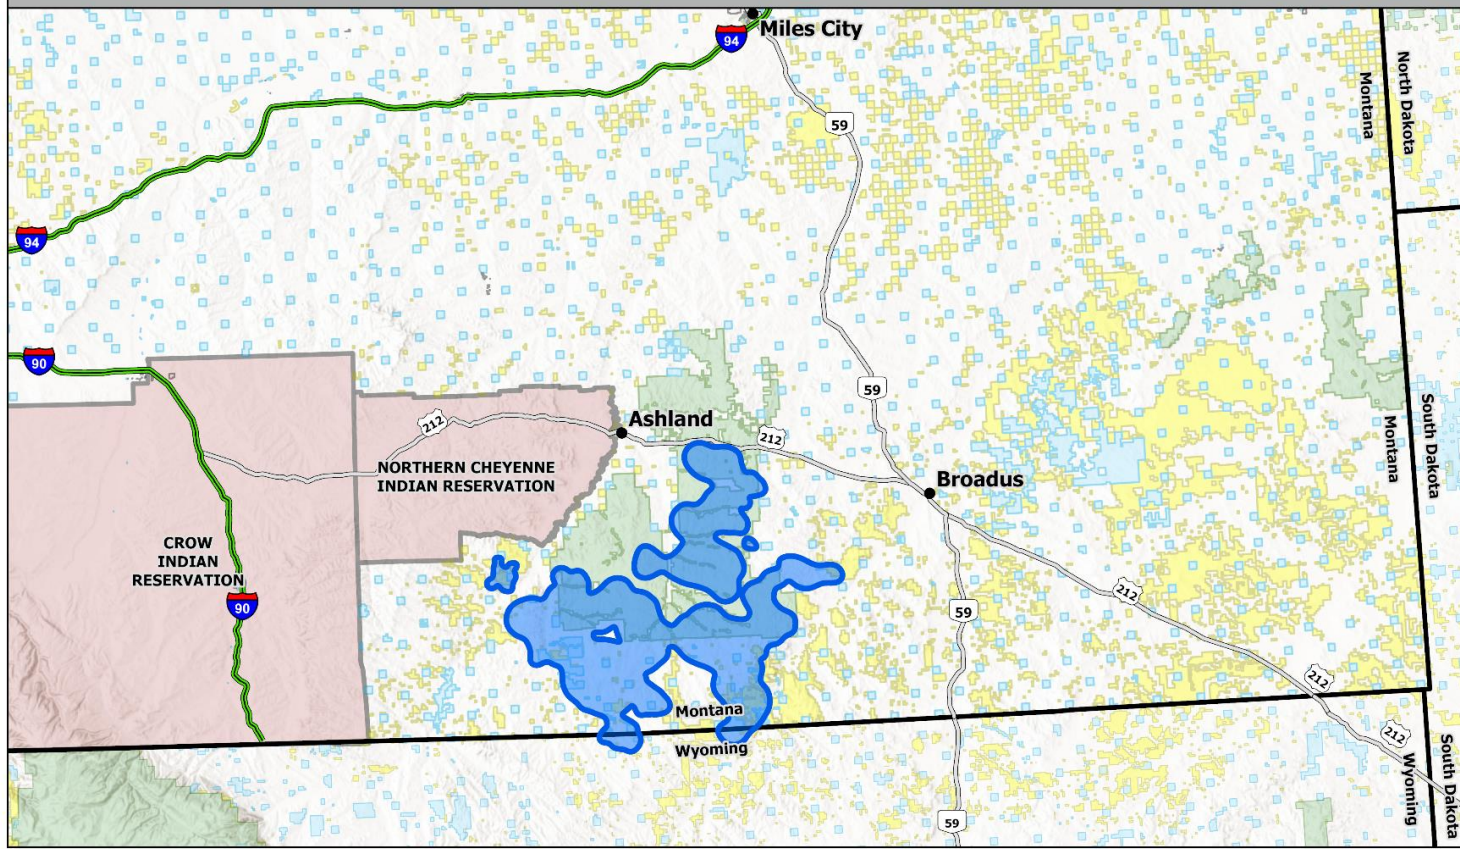 Miles City
94
59
North Dakota
Montana
94
90
59
Ashland
212
212
NORTHERN CHEYENNE
INDIAN RESERVATION
Broadus
South Dakota
Montana
CROW
INDIAN
RESERVATION
90
59
212
212
Montana
Wyoming
212
South Dakota
Wyoming
59